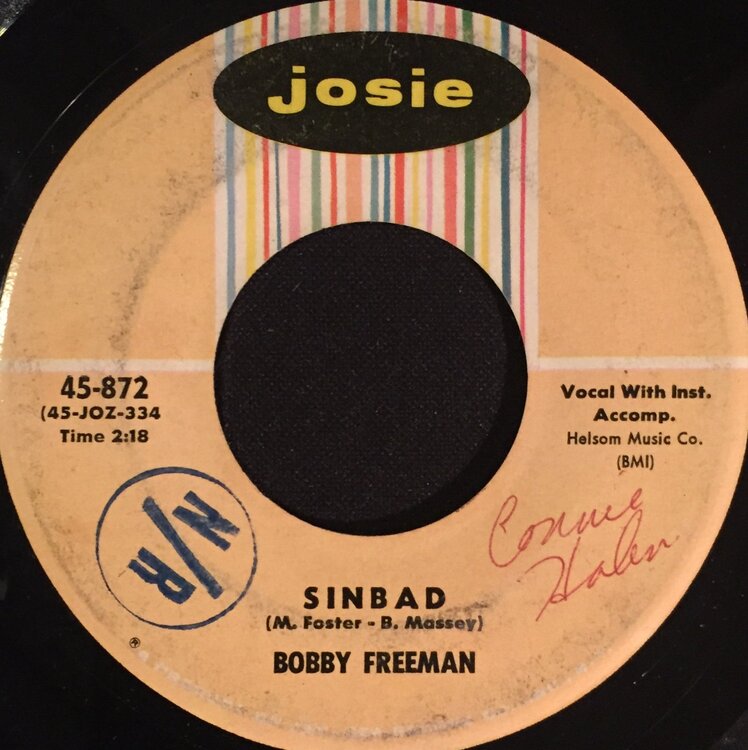 josie
45-872
(45-JOZ-334
Time 2:18
Vocal With Inst.
Accomp.
Helsom Music Co.
(BMI)
N/R
Connie
SINBAD
(M. Foster - B. Massey)
BOBBY FREEMAN